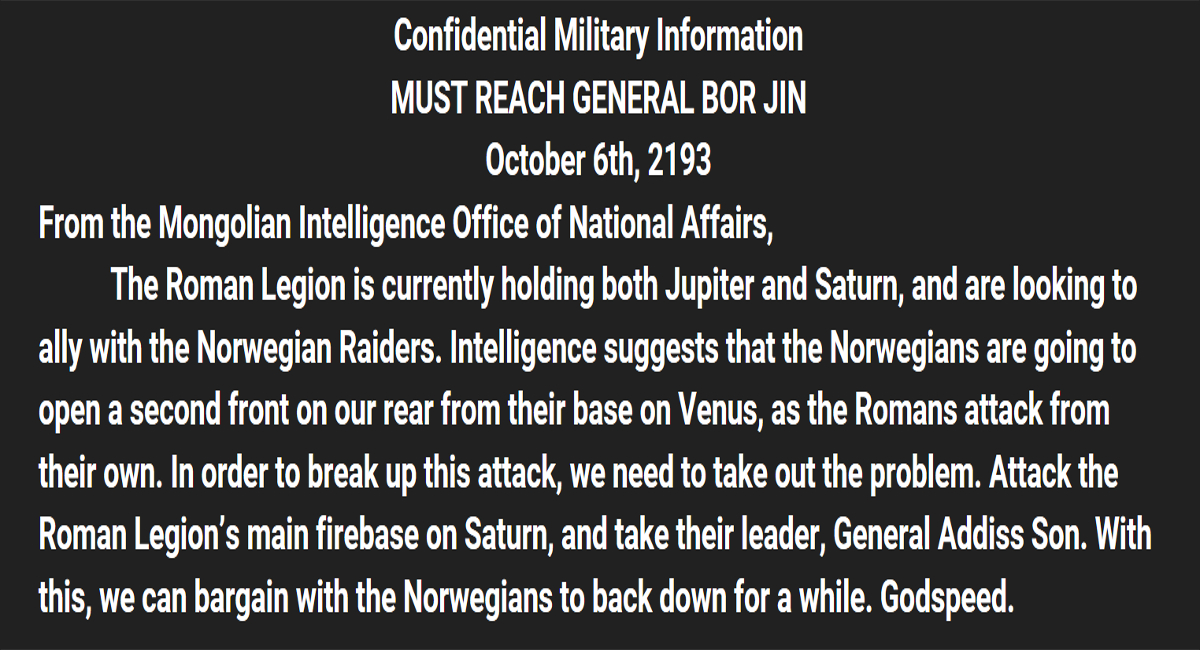 Confidential Military Information
MUST REACH GENERAL BOR JIN
October 6th, 2193
From the Mongolian Intelligence Office of National Affairs,
The Roman Legion is currently holding both Jupiter and Saturn, and are looking to
ally with the Norwegian Raiders. Intelligence suggests that the Norwegians are going to
open a second front on our rear from their base on Venus, as the Romans attack from
their own. In order to break up this attack, we need to take out the problem. Attack the
Roman Legion’s main firebase on Saturn, and take their leader, General Addiss Son. With
this, we can bargain with the Norwegians to back down for a while. Godspeed.